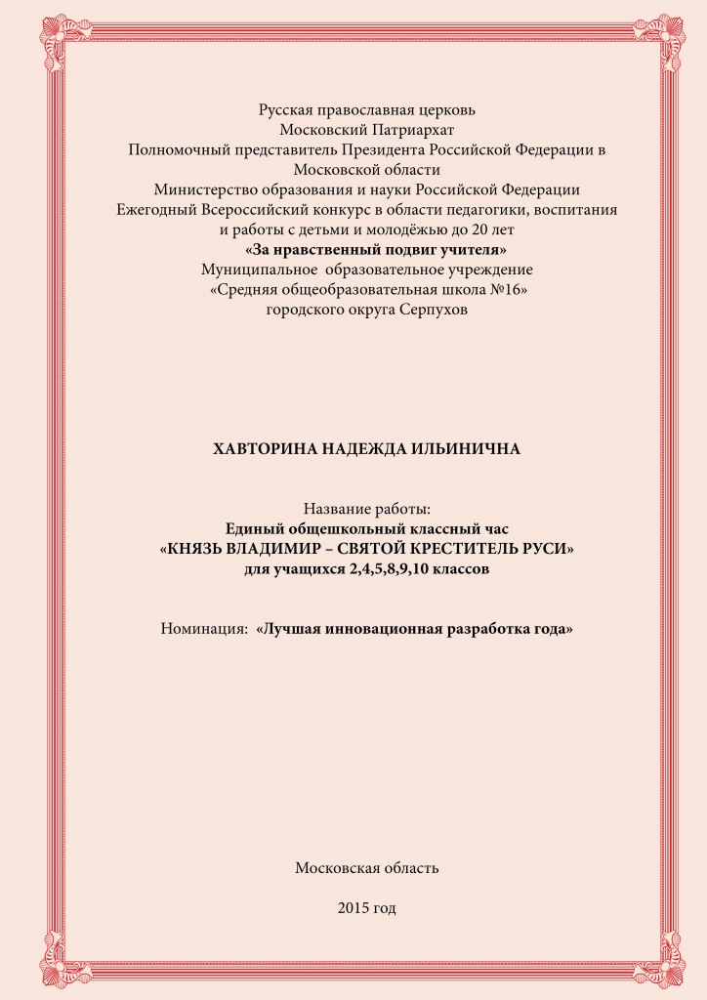 Русская православная церковь
Московский Патриархат
Полномочный представитель Президента Российской Федерации в
Московской области
Министерство образования и науки Российской Федерации
Ежегодный Всероссийский конкурс в области педагогики, воспитания
и работы с детьми и молодёжью до 20 лет
«За нравственный подвиг учителя»
Муниципальное образовательное учреждение
«Средняя общеобразовательная школа №16»
городского округа Серпухов
ХАВТОРИНА НАДЕЖДА ИЛЬИНИЧНА
Название работы:
Единый общешкольный классный час
«КНЯЗЬ ВЛАДИМИР – СВЯТОЙ КРЕСТИТЕЛЬ РУСИ»
для учащихся 2,4,5,8,9,10 классов
Номинация: «Лучшая инновационная разработка года»
Московская область
2015 год